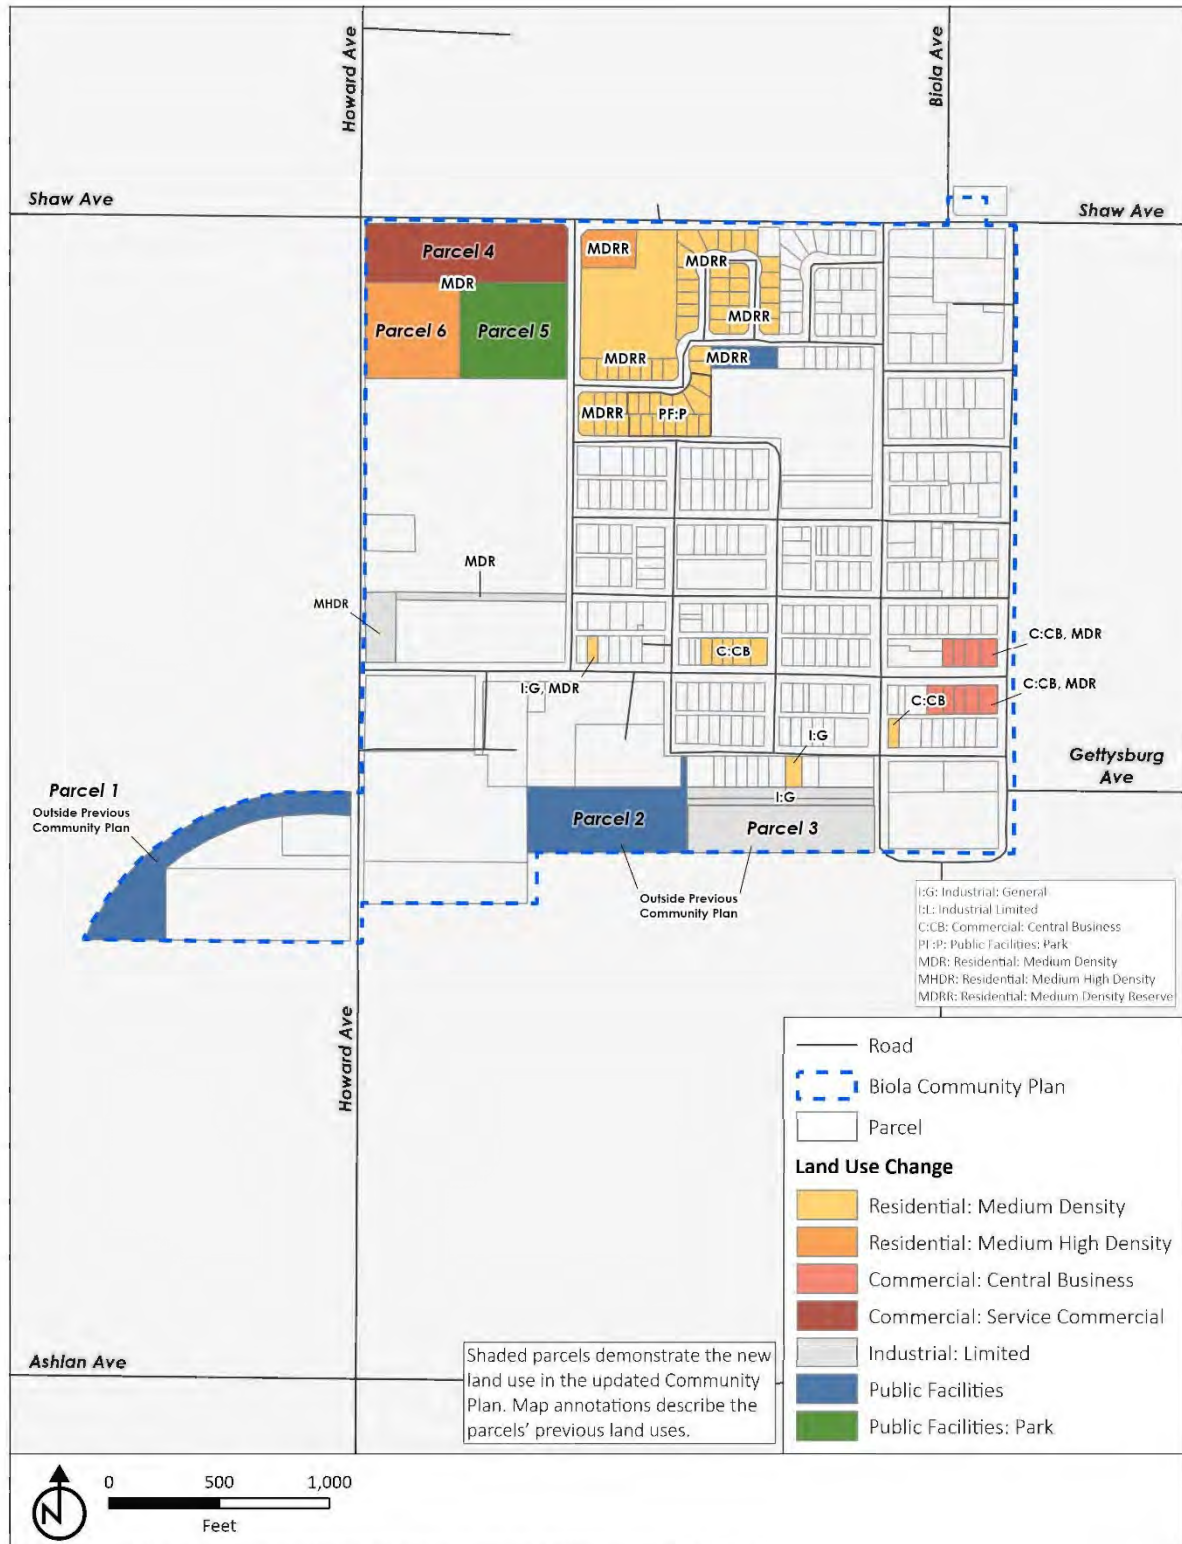 Howard Ave
Biola Ave
Shaw Ave
Shaw Ave
Parcel 4
MDR
Parcel 6
Parcel 5
MDRR
MDRR
MDRR
MDRR
MDRR
MDRR
PF:P
MDR
MHDR
C:CB, MDR
C:CB
I:G, MDR
C:CB, MDR
C:CB
I:G
Gettysburg
Ave
I:G
Parcel 1
Outside Previous
Community Plan
Parcel 2
Parcel 3
Outside Previous
Community Plan
I:G: Industrial: General
I:L: Industrial Limited
C:CB: Commercial: Central Business
PF:P: Public Facilities: Park
MDR: Residential: Medium Density
MHDR: Residential: Medium High Density
MDRR: Residential: Medium Density Reserve
Howard Ave
Road
Biola Community Plan
Parcel
Land Use Change
Residential: Medium Density
Residential: Medium High Density
Commercial: Central Business
Commercial: Service Commercial
Industrial: Limited
Public Facilities
Public Facilities: Park
Ashlan Ave
Shaded parcels demonstrate the new
land use in the updated Community
Plan. Map annotations describe the
parcels' previous land uses.
N
0 500 1,000
Feet